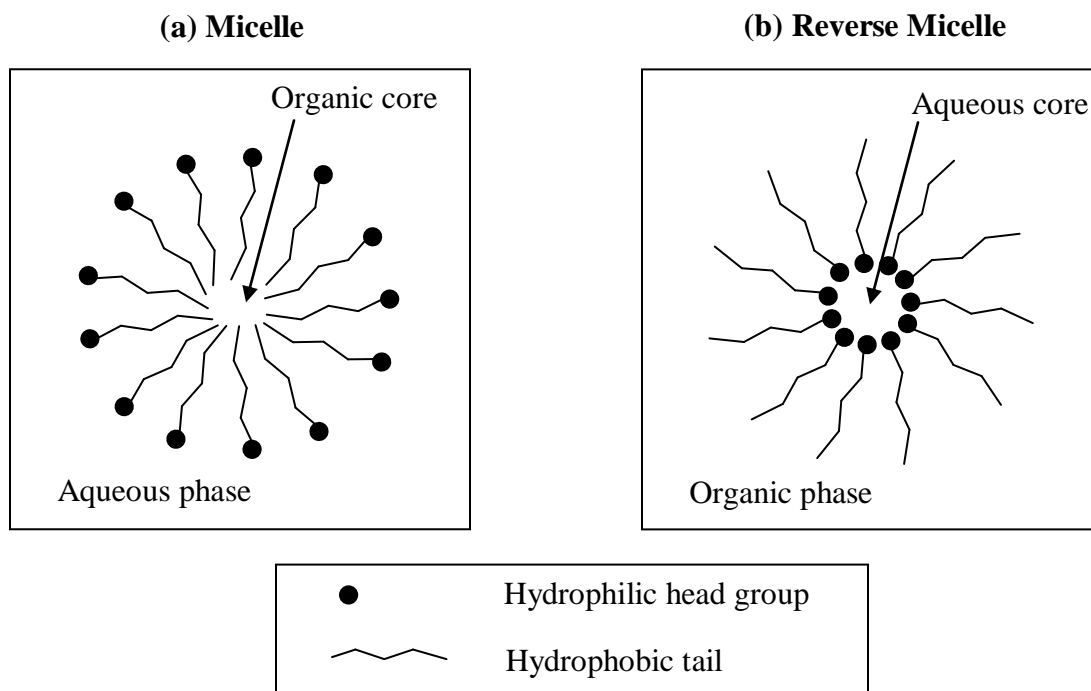 (a) Micelle
(b) Reverse Micelle
Organic core
Aqueous core
Aqueous phase
Organic phase
Hydrophilic head group
Hydrophobic tail